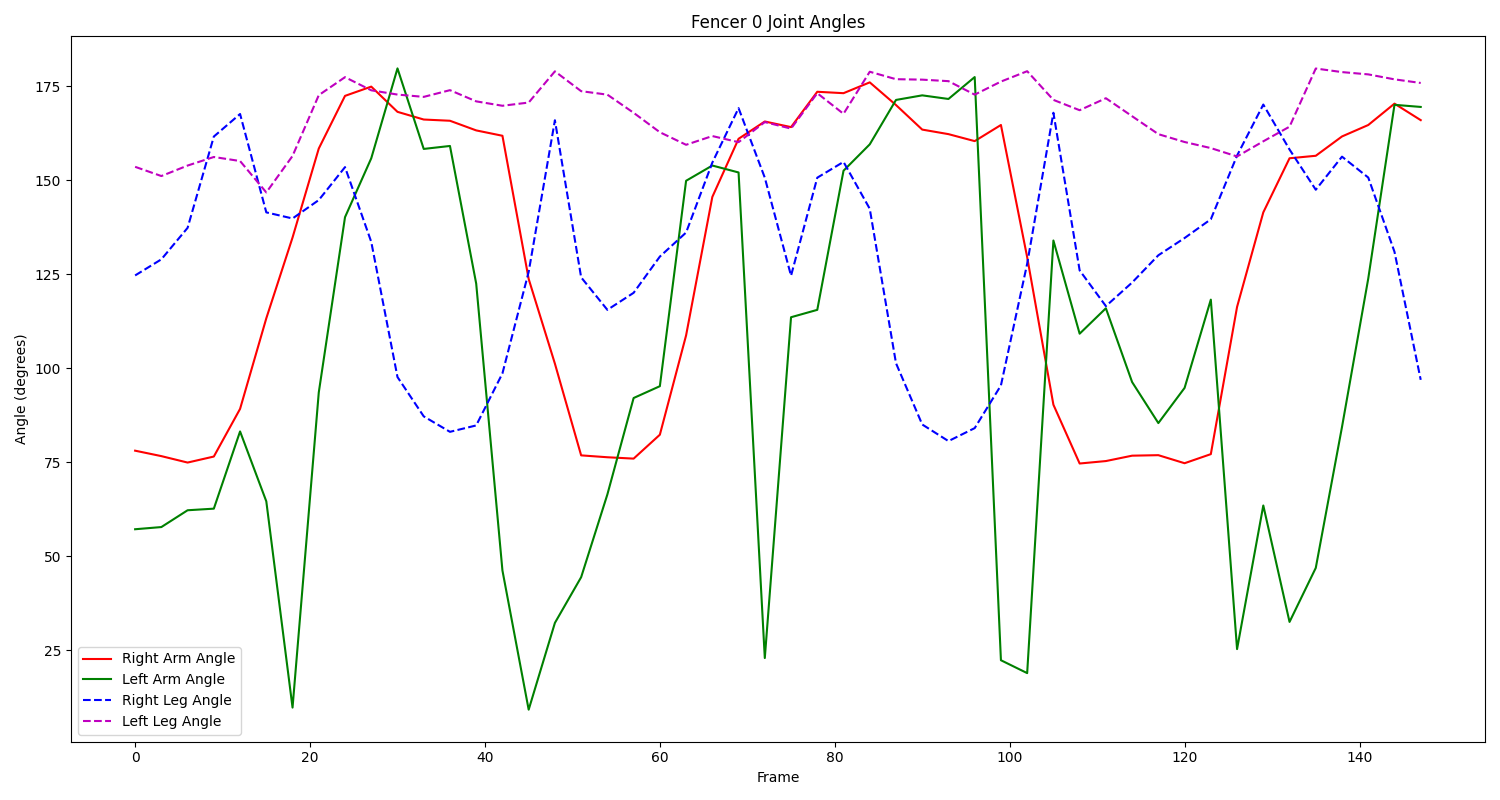 Fencer 0 Joint Angles
Angle (degrees)
175
150
125
100
75
50
25
Right Arm Angle
Left Arm Angle
Right Leg Angle
Left Leg Angle
0 20 40 60 80 100 120 140
Frame